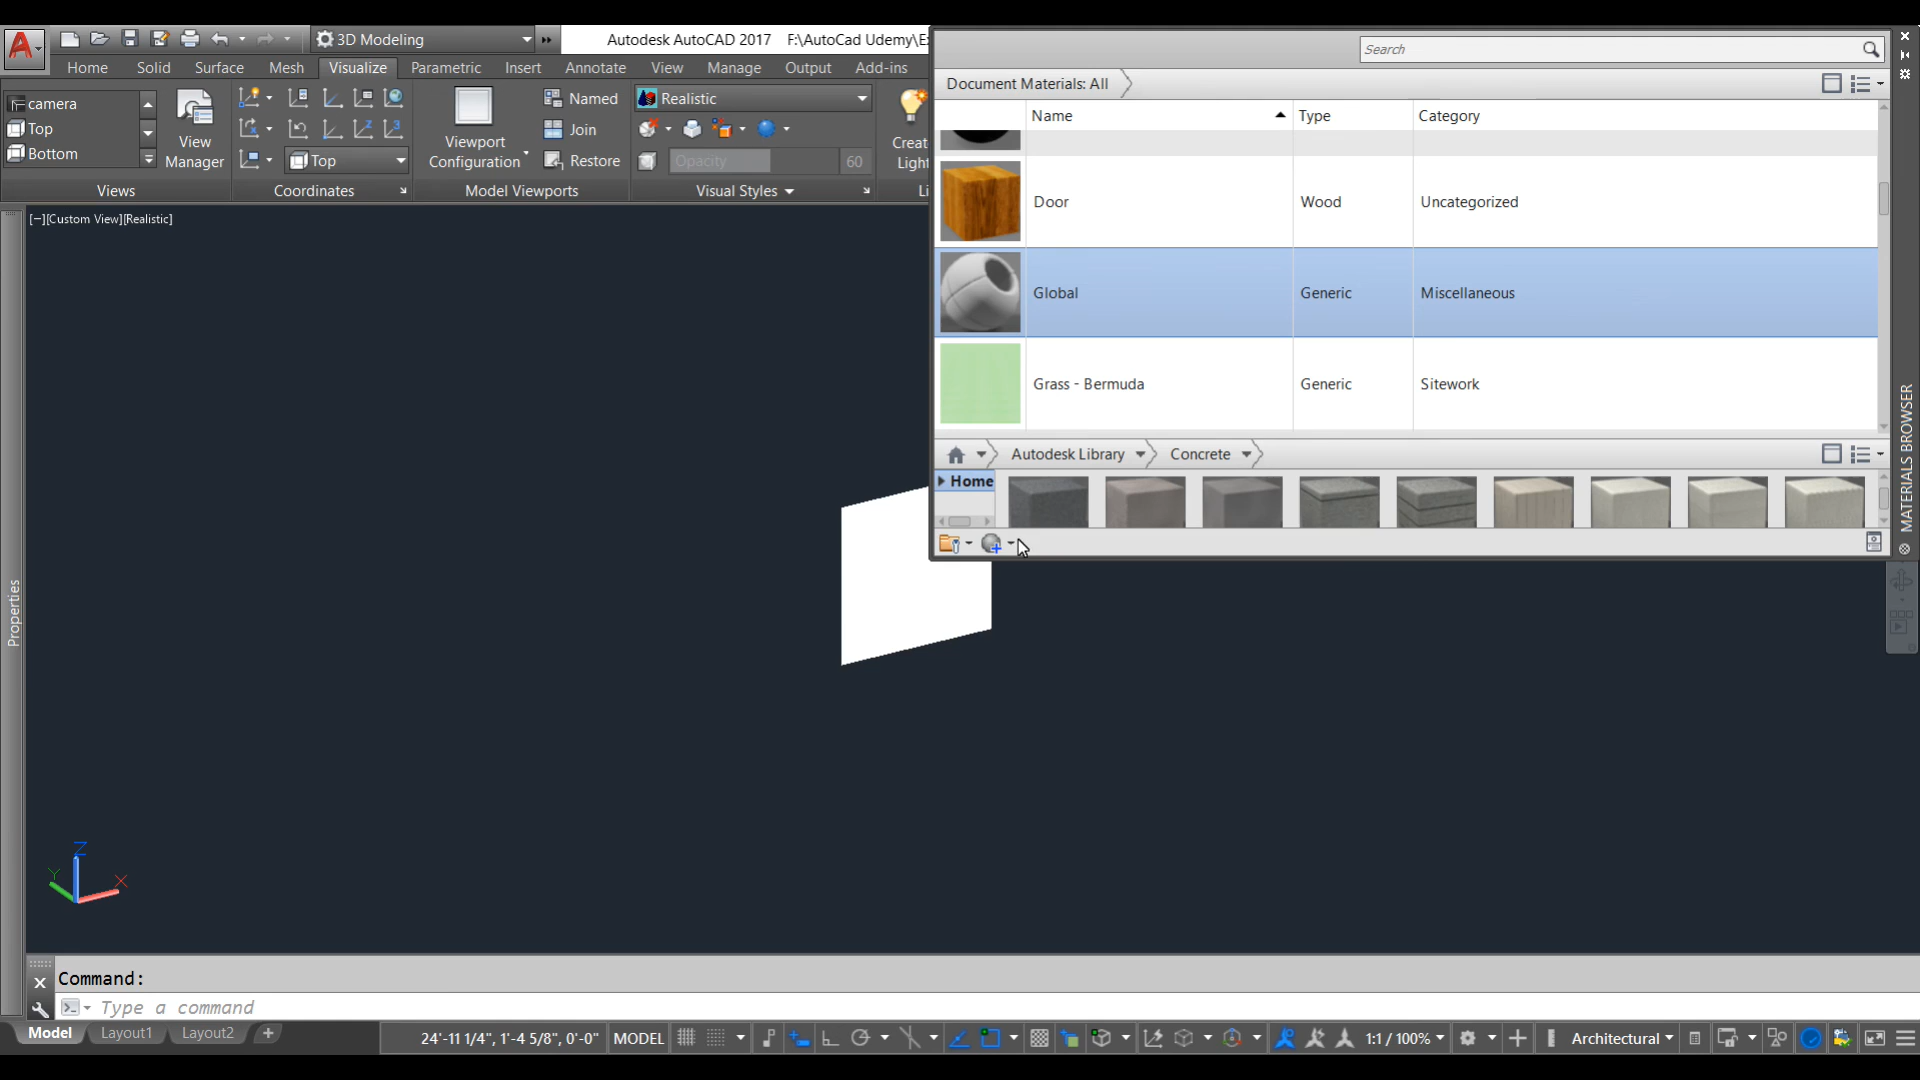 3D Modeling
Autodesk AutoCAD 2017 F:\AutoCad Udemy\E
Search
Home Solid Surface Mesh Visualize Parametric Insert Annotate View Manage Output Add-ins
Document Materials: All
camera
Top
Bottom
View
Manager
Top
Viewport
Configuration
Named
Join
Restore
Realistic
Opacity 60
Create
Light
Views Coordinates Model Viewports Visual Styles
Name Type Category
Door Wood Uncategorized
Global Generic Miscellaneous
Grass - Bermuda Generic Sitework
Autodesk Library Concrete
Home
MATERIALS BROWSER
[−][Custom View][Realistic]
Properties
Z
Y
X
Command:
Type a command
Model Layout1 Layout2 +
24'-11 1/4", 1'-4 5/8", 0'-0" MODEL 1:1 / 100% Architectural